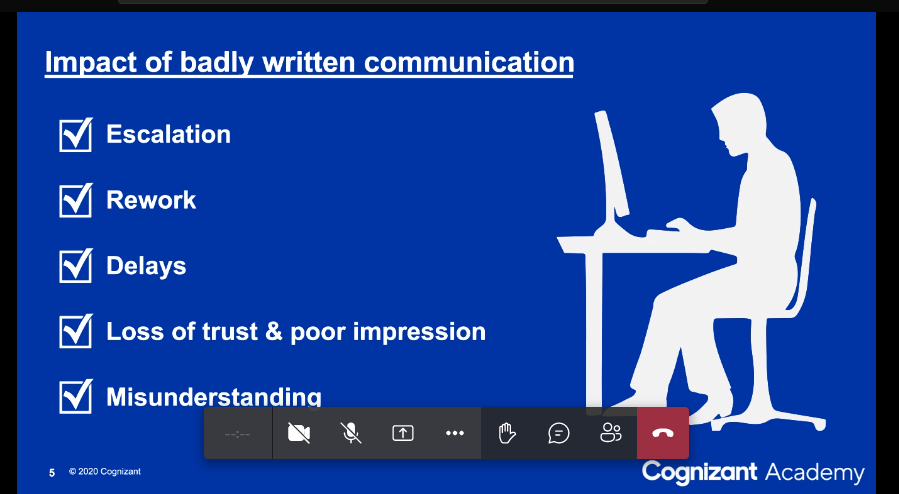 Impact of badly written communication
Escalation
Rework
Delays
Loss of trust & poor impression
Misunderstanding
--:--
5 © 2020 Cognizant
Cognizant Academy